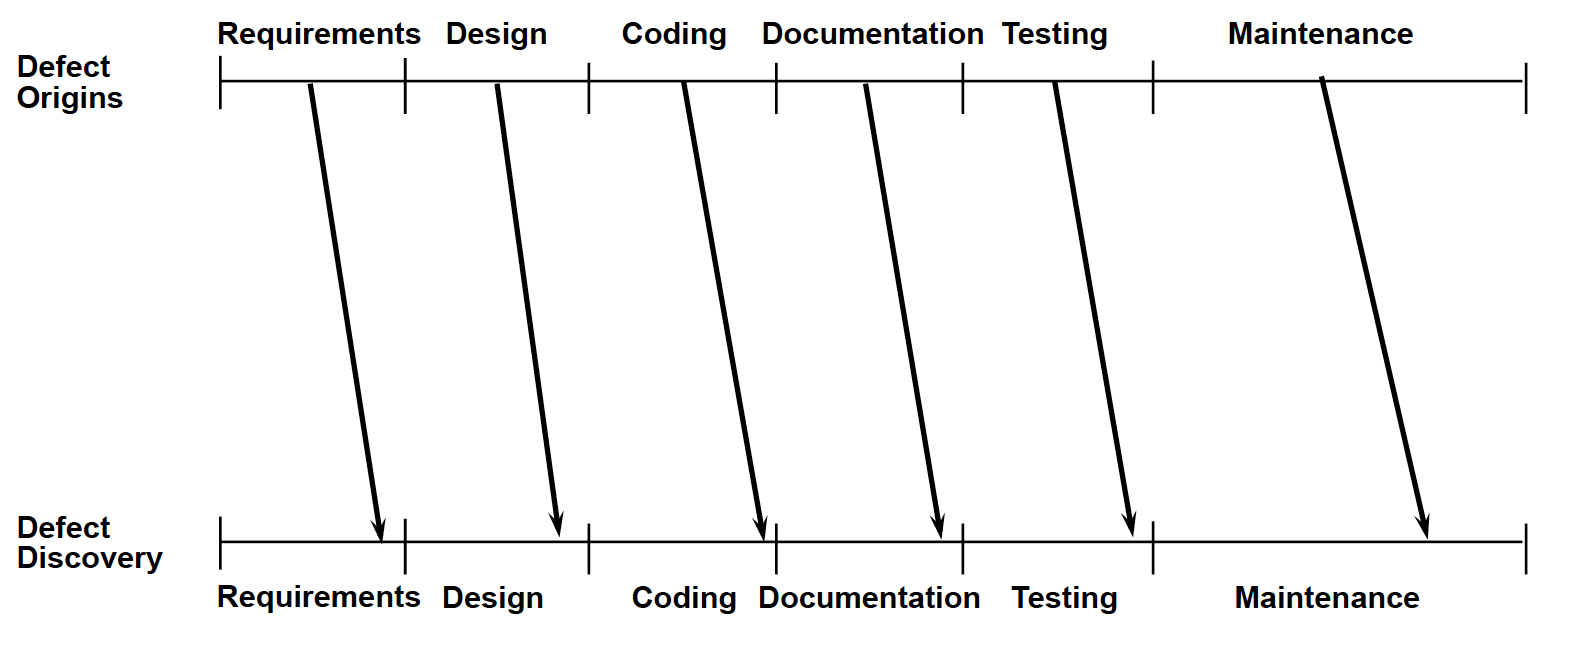 Requirements Design Coding Documentation Testing Maintenance
Defect
Origins
Defect
Discovery
Requirements Design Coding Documentation Testing Maintenance